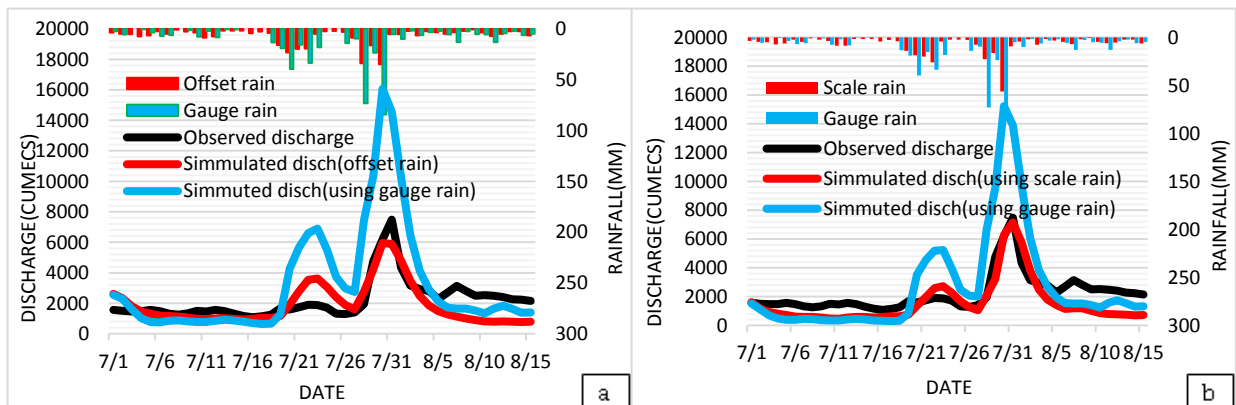 20000
18000
16000
14000
12000
10000
8000
6000
4000
2000
0
DISCHARGE(CUMECS)
Offset rain
Gauge rain
Observed discharge
Simmulated disch(offset rain)
Simmuted disch(using gauge rain)
0
50
100
150
200
250
300
RAINFALL(MM)
7/1 7/6 7/11 7/16 7/21 7/26 7/31 8/5 8/10 8/15
DATE
a
20000
18000
16000
14000
12000
10000
8000
6000
4000
2000
0
DISCHARGE(CUMECS)
Scale rain
Gauge rain
Observed discharge
Simmulated disch(using scale rain)
Simmuted disch(using gauge rain)
0
50
100
150
200
250
300
RAINFALL(MM)
7/1 7/6 7/11 7/16 7/21 7/26 7/31 8/5 8/10 8/15
DATE
b